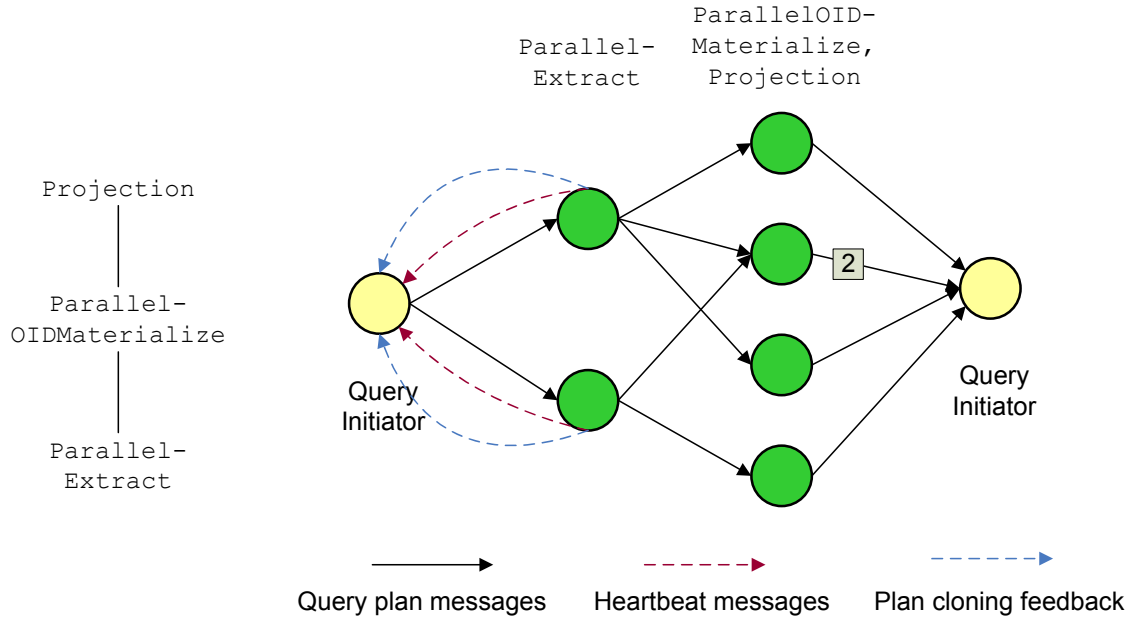 ParallelOID-
Materialize,
Projection
Parallel-
Extract
Projection
Parallel-
OIDMaterialize
Parallel-
Extract
2
Query
Initiator
Query
Initiator
Query plan messages
Heartbeat messages
Plan cloning feedback